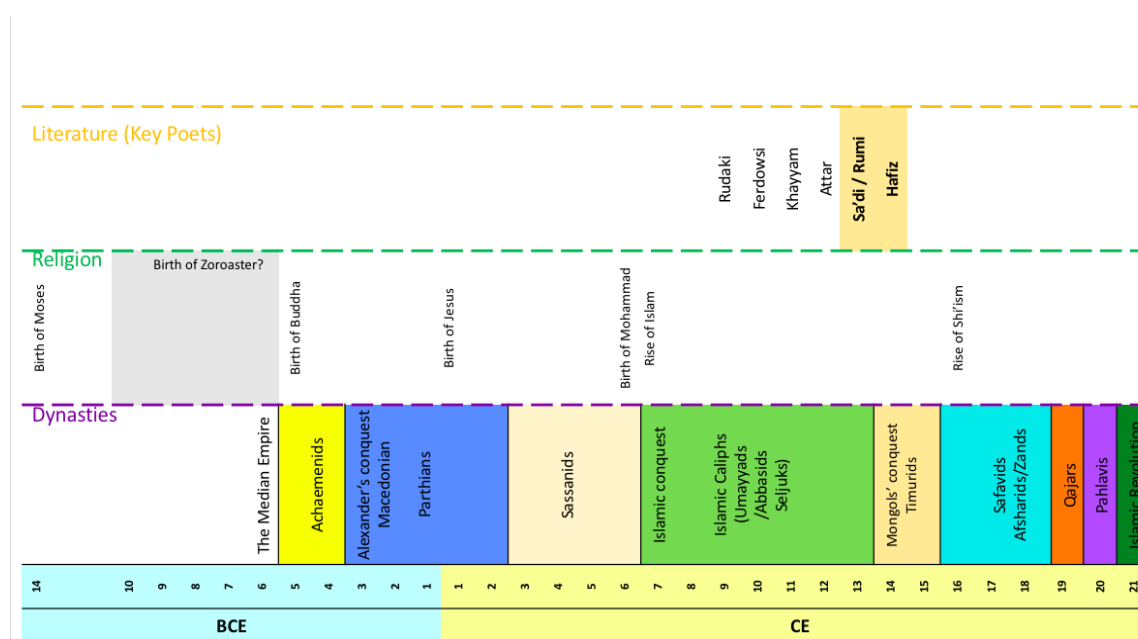 Literature (Key Poets)
Rudaki
Ferdowsi
Khayyam
Attar
Sa'di / Rumi
Hafiz
Religion
Birth of Moses
Birth of Zoroaster?
Birth of Buddha
Birth of Jesus
Birth of Mohammad
Rise of Islam
Rise of Shi'ism
Dynasties
The Median Empire
Achaemenids
Alexander's conquest
Macedonian
Parthians
Sassanids
Islamic conquest
Islamic Caliphs
(Umayyads
/Abbasids
Seljuks)
Mongols' conquest
Timurids
Safavids
Afsharids/Zands
Qajars
Pahlavis
Islamic Revolution
14 10 9 8 7 6 5 4 3 2 1 1 2 3 4 5 6 7 8 9 10 11 12 13 14 15 16 17 18 19 20 21
BCE CE